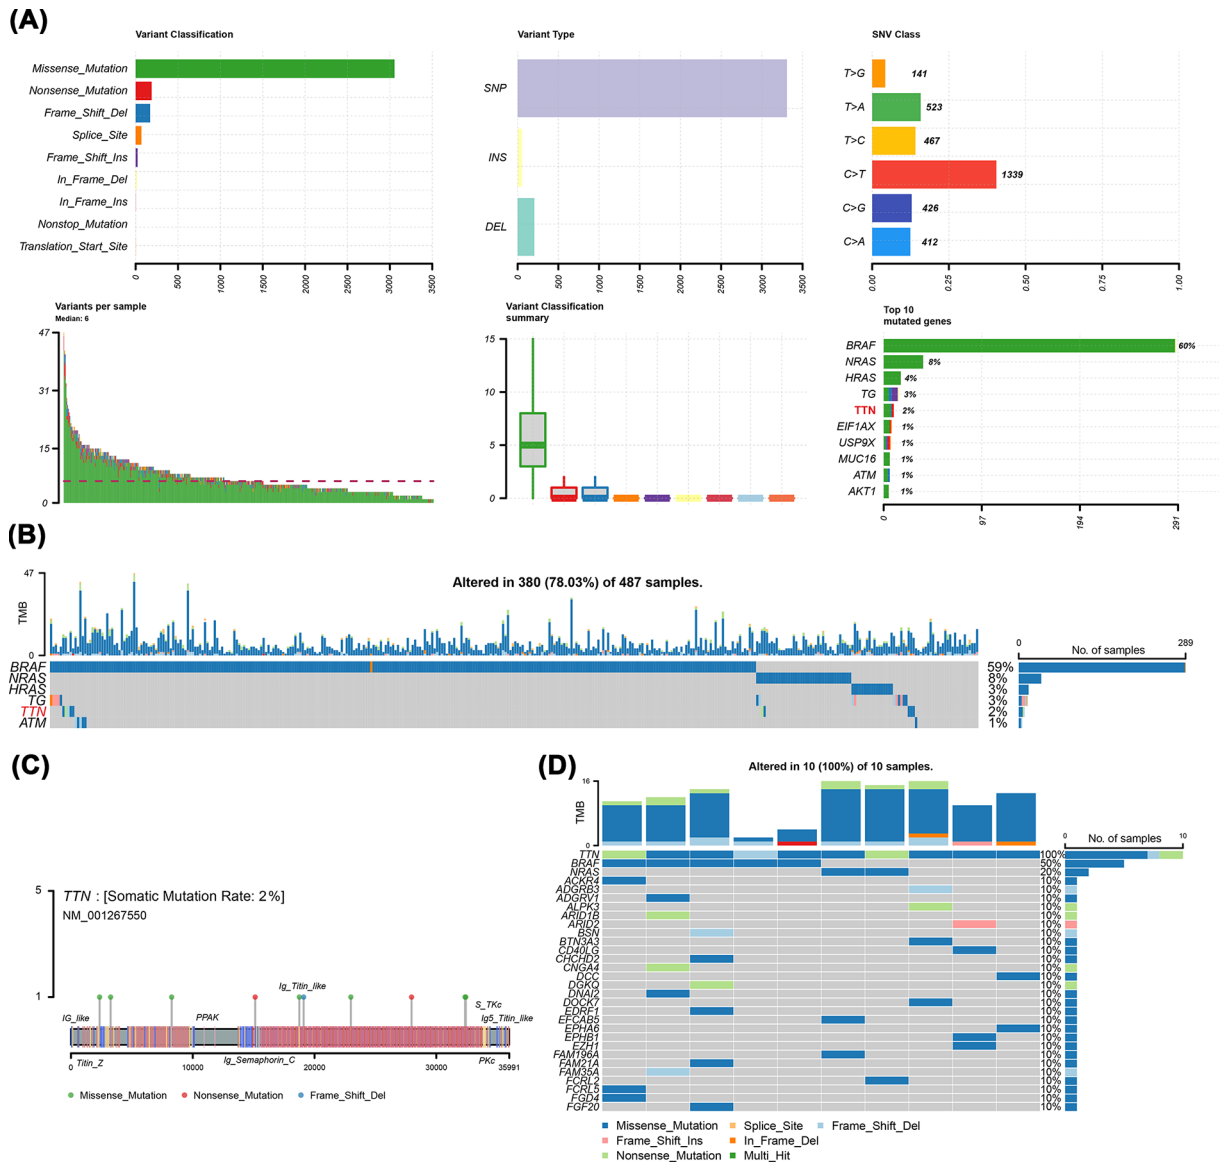 (A)
Variant Classification
Missense_Mutation
Nonsense_Mutation
Frame_Shift_Del
Splice_Site
Frame_Shift_Ins
In_Frame_Del
In_Frame_Ins
Nonstop_Mutation
Translation_Start_Site
0 500 1000 1500 2000 2500 3000 3500
Variant Type
SNP
INS
DEL
0 500 1000 1500 2000 2500 3000 3500
SNV Class
T>G 141
T>A 523
T>C 467
C>T 1339
C>G 426
C>A 412
0.00 0.25 0.50 0.75 1.00
Variants per sample
Median: 6
47
31
15
0
Variant Classification
summary
15
10
5
0
Top 10
mutated genes
BRAF 60%
NRAS 8%
HRAS 4%
TG 3%
TTN 2%
EIF1AX 1%
USP9X 1%
MUC16 1%
ATM 1%
AKT1 1%
0 97 194 291
(B)
Altered in 380 (78.03%) of 487 samples.
47
TMB
0
0 289
No. of samples
BRAF 59%
NRAS 8%
HRAS 3%
TG 3%
TTN 2%
ATM 1%
(C)
5
TTN : [Somatic Mutation Rate: 2%]
NM_001267550
1
Ig_Titin_like
S_TKc
IG_like
PPAK
Ig5_Titin_like
Titin_Z
Ig_Semaphorin_C
PKc
0 10000 20000 30000 35991
Missense_Mutation Nonsense_Mutation Frame_Shift_Del
(D)
Altered in 10 (100%) of 10 samples.
16
TMB
0
0 10
No. of samples
TTN 100%
BRAF 50%
NRAS 20%
ACKR4 10%
ADGRB3 10%
ADGRV1 10%
ALPK3 10%
ARID1B 10%
ARID2 10%
BSN 10%
BTN3A3 10%
CD40LG 10%
CHCHD2 10%
CNGA4 10%
DCC 10%
DGKQ 10%
DNAI2 10%
DOCK7 10%
EDRF1 10%
EFCAB5 10%
EPHA6 10%
EPHB1 10%
EZH1 10%
FAM196A 10%
FAM21A 10%
FAM35A 10%
FCRL2 10%
FCRL5 10%
FGD4 10%
FGF20 10%
Missense_Mutation Splice_Site Frame_Shift_Del
Frame_Shift_Ins In_Frame_Del
Nonsense_Mutation Multi_Hit